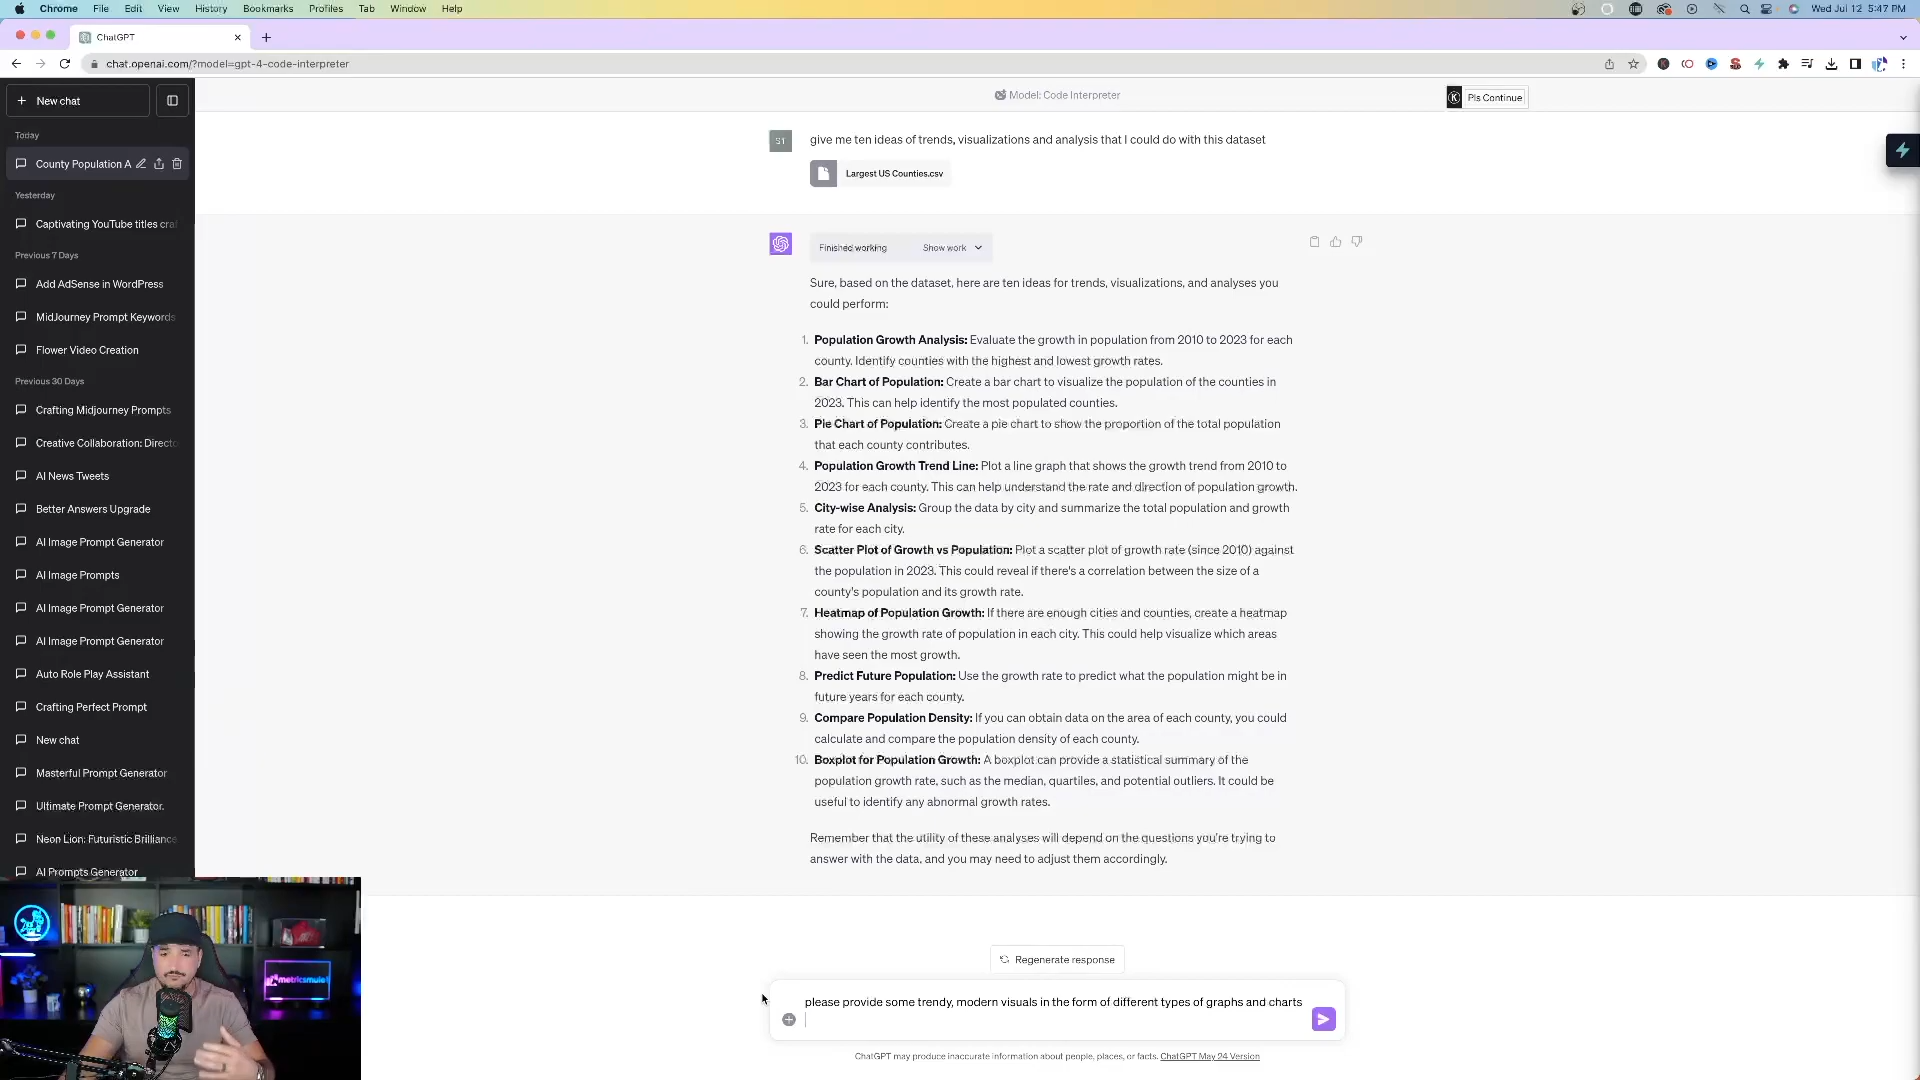 Chrome File Edit View History Bookmarks Profiles Tab Window Help
Wed Jul 12 5:47 PM
ChatGPT
chat.openai.com/?model=gpt-4-code-interpreter
New chat
Today
County Population A
Yesterday
Captivating YouTube titles cra
Previous 7 Days
Add AdSense in WordPress
MidJourney Prompt Keywords
Flower Video Creation
Previous 30 Days
Crafting Midjourney Prompts
Creative Collaboration: Directo
AI News Tweets
Better Answers Upgrade
AI Image Prompt Generator
AI Image Prompts
AI Image Prompt Generator
AI Image Prompt Generator
Auto Role Play Assistant
Crafting Perfect Prompt
New chat
Masterful Prompt Generator
Ultimate Prompt Generator.
Neon Lion: Futuristic Brilliance
AI Prompts Generator
Model: Code Interpreter
K Pls Continue
ST give me ten ideas of trends, visualizations and analysis that I could do with this dataset
Largest US Counties.csv
Finished working Show work
Sure, based on the dataset, here are ten ideas for trends, visualizations, and analyses you
could perform:
1. Population Growth Analysis: Evaluate the growth in population from 2010 to 2023 for each
county. Identify counties with the highest and lowest growth rates.
2. Bar Chart of Population: Create a bar chart to visualize the population of the counties in
2023. This can help identify the most populated counties.
3. Pie Chart of Population: Create a pie chart to show the proportion of the total population
that each county contributes.
4. Population Growth Trend Line: Plot a line graph that shows the growth trend from 2010 to
2023 for each county. This can help understand the rate and direction of population growth.
5. City-wise Analysis: Group the data by city and summarize the total population and growth
rate for each city.
6. Scatter Plot of Growth vs Population: Plot a scatter plot of growth rate (since 2010) against
the population in 2023. This could reveal if there's a correlation between the size of a
county's population and its growth rate.
7. Heatmap of Population Growth: If there are enough cities and counties, create a heatmap
showing the growth rate of population in each city. This could help visualize which areas
have seen the most growth.
8. Predict Future Population: Use the growth rate to predict what the population might be in
future years for each county.
9. Compare Population Density: If you can obtain data on the area of each county, you could
calculate and compare the population density of each county.
10. Boxplot for Population Growth: A boxplot can provide a statistical summary of the
population growth rate, such as the median, quartiles, and potential outliers. It could be
useful to identify any abnormal growth rates.
Remember that the utility of these analyses will depend on the questions you're trying to
answer with the data, and you may need to adjust them accordingly.
Regenerate response
please provide some trendy, modern visuals in the form of different types of graphs and charts
ChatGPT may produce inaccurate information about people, places, or facts. ChatGPT May 24 Version
metricsmule